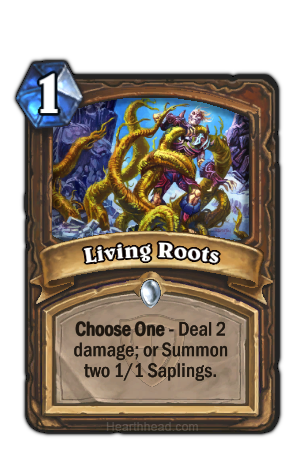 1
Living Roots
Choose One - Deal 2
damage; or Summon
two 1/1 Saplings.
Hearthhead.com